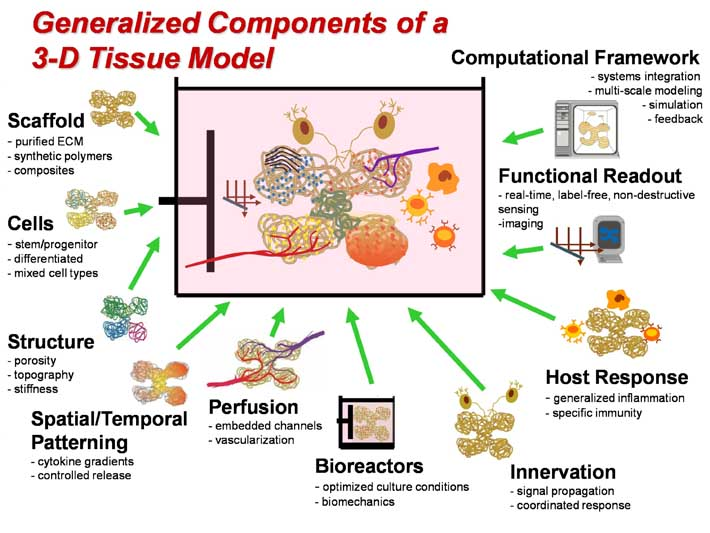 Generalized Components of a
3-D Tissue Model
Computational Framework
- systems integration
- multi-scale modeling
- simulation
- feedback
Scaffold
- purified ECM
- synthetic polymers
- composites
Functional Readout
- real-time, label-free, non-destructive
sensing
-imaging
Cells
- stem/progenitor
- differentiated
- mixed cell types
Structure
- porosity
- topography
- stiffness
Host Response
- generalized inflammation
- specific immunity
Spatial/Temporal
Patterning
- cytokine gradients
- controlled release
Perfusion
- embedded channels
- vascularization
Bioreactors
- optimized culture conditions
- biomechanics
Innervation
- signal propagation
- coordinated response